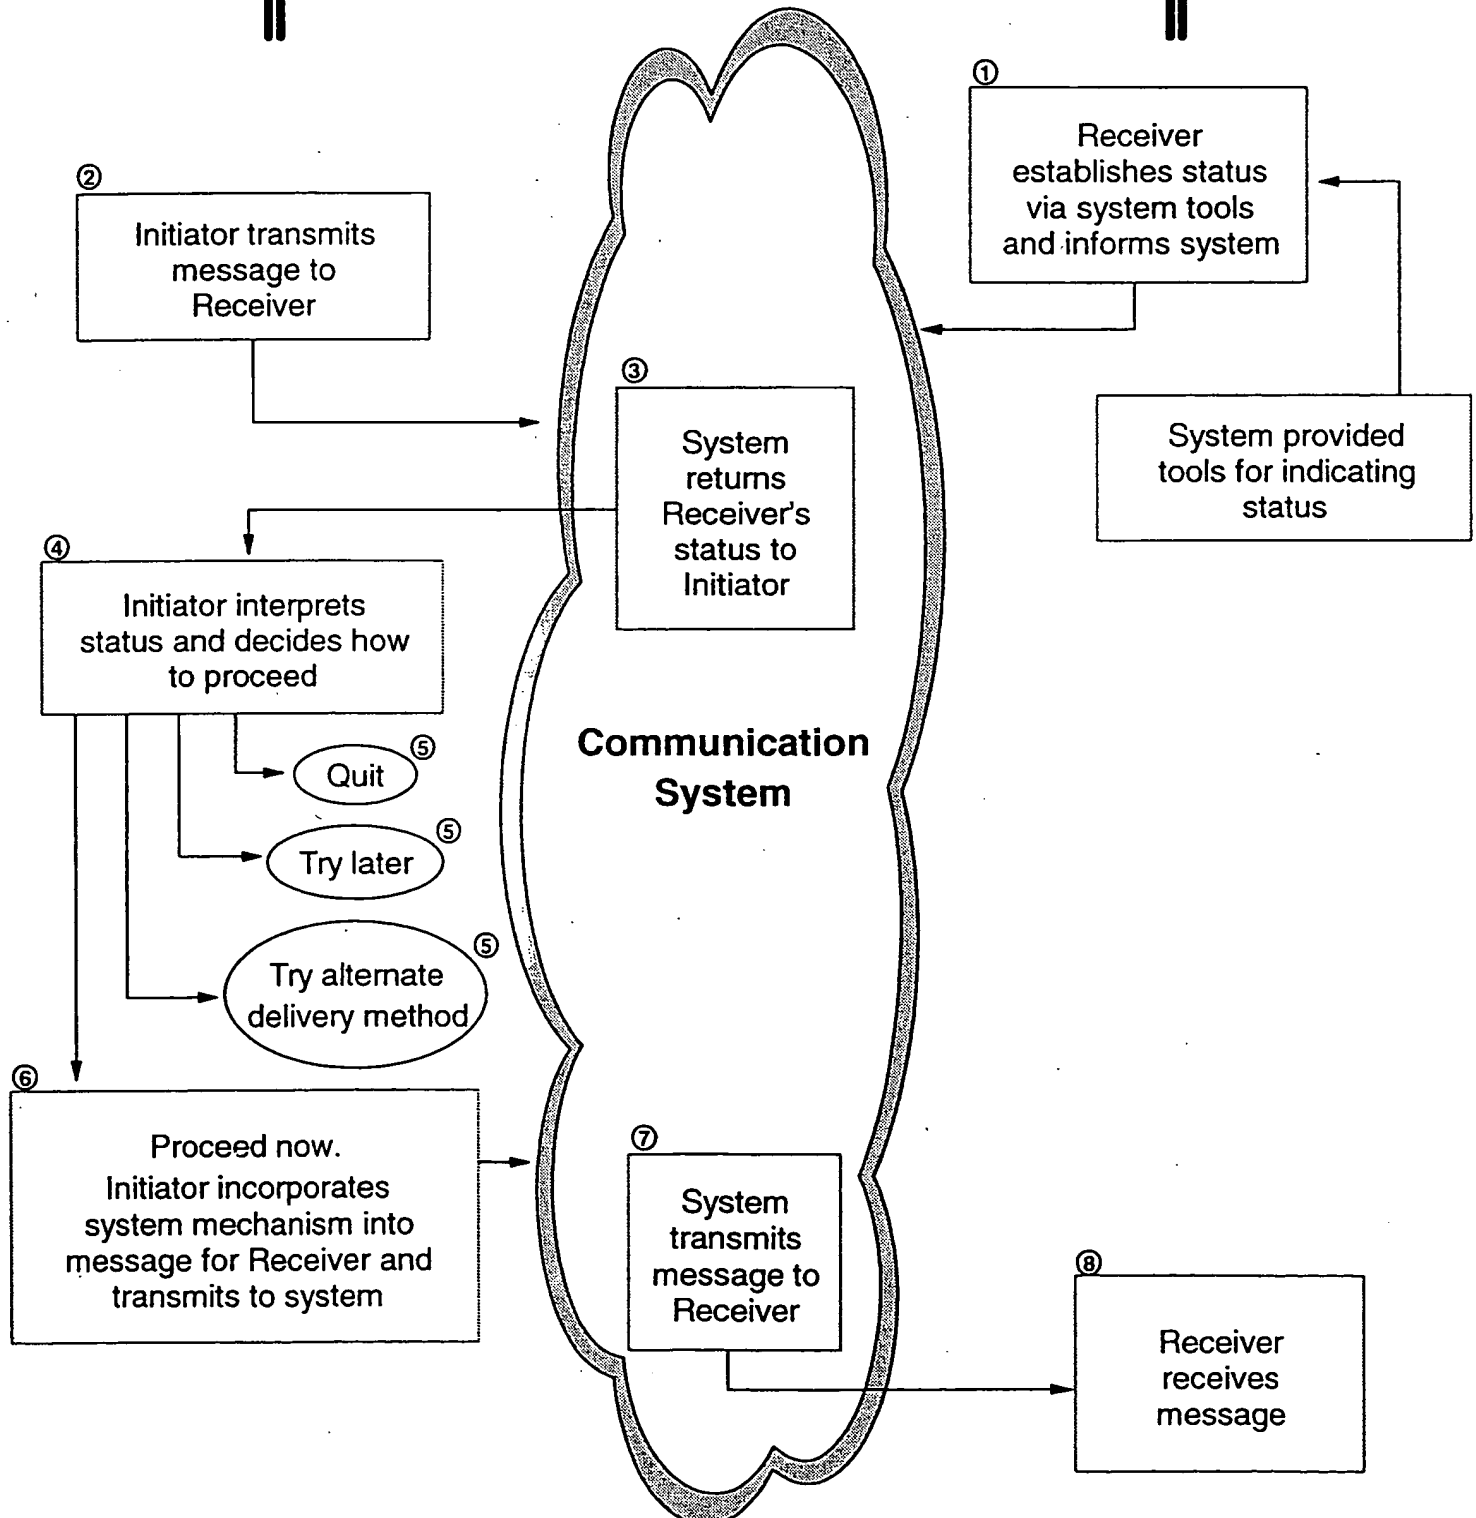 ①
Receiver
establishes status
via system tools
and informs system
②
Initiator transmits
message to
Receiver
③
System
returns
Receiver's
status to
Initiator
System provided
tools for indicating
status
④
Initiator interprets
status and decides how
to proceed
Communication
System
⑤
Quit
⑤
Try later
⑤
Try alternate
delivery method
⑥
Proceed now.
Initiator incorporates
system mechanism into
message for Receiver and
transmits to system
⑦
System
transmits
message to
Receiver
⑧
Receiver
receives
message